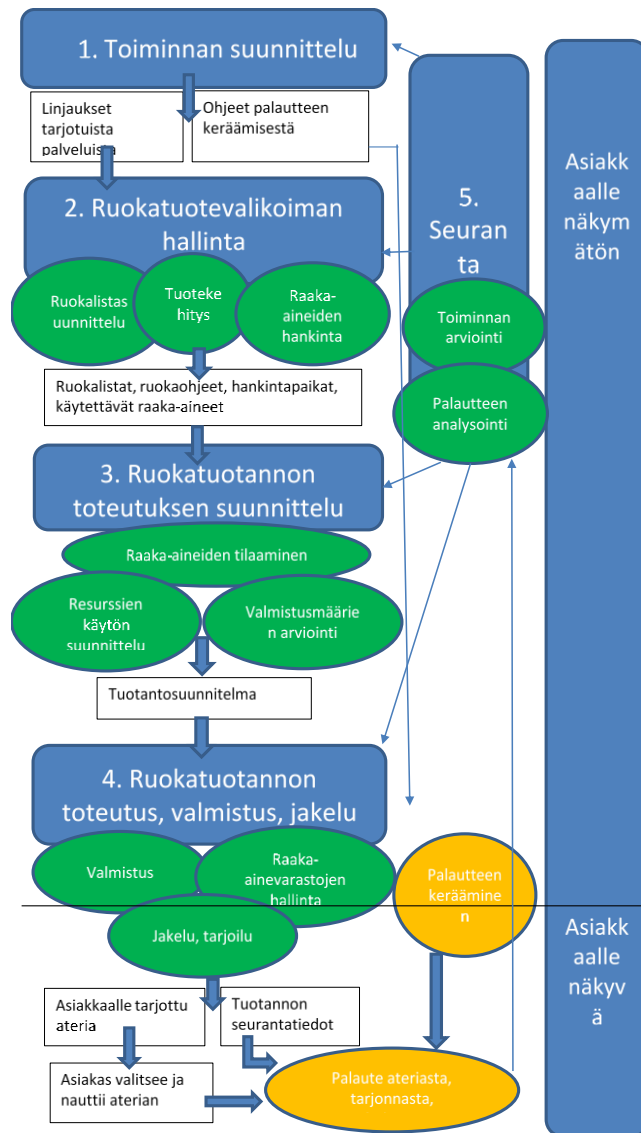 1. Toiminnan suunnittelu
Linjaukset
tarjotuista
palveluista
Ohjeet palautteen
keräämisestä
2. Ruokatuotevalikoiman
hallinta
Ruokalistas
uunnittelu
Tuoteke
hitys
Raaka-
aineiden
hankinta
Ruokalistat, ruokaohjeet, hankintapaikat,
käytettävät raaka-aineet
3. Ruokatuotannon
toteutuksen suunnittelu
Raaka-aineiden tilaaminen
Resurssien
käytön
suunnittelu
Valmistusmäärie
n arviointi
Tuotantosuunnitelma
4. Ruokatuotannon
toteutus, valmistus, jakelu
Valmistus
Raaka-
ainevarastojen
hallinta
Jakelu, tarjoilu
Asiakkaalle tarjottu
ateria
Tuotannon
seurantatiedot
Asiakas valitsee ja
nauttii aterian
5.
Seuran
ta
Toiminnan
arviointi
Palautteen
analysointi
Palautteen
keräämine
n
Palaute ateriasta,
tarjonnasta,
Asiakk
aalle
näkym
ätön
Asiakk
aalle
näkyv
ä